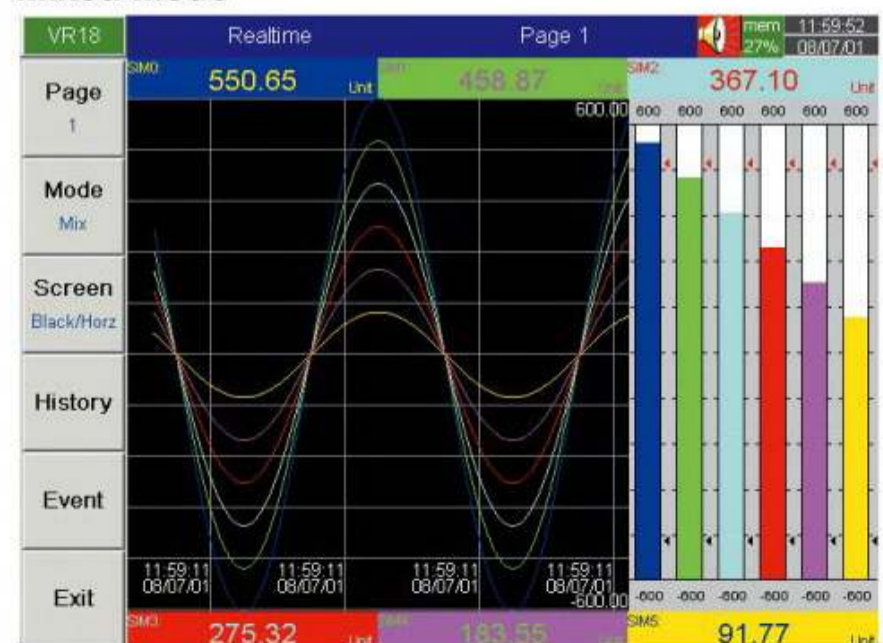 VR18 Realtime Page 1 mem 11:59:52
27% 08/07/01
Page
1
Mode
Mix
Screen
Black/Horz
History
Event
Exit
SIM0: 550.65 Unit
458.87
SIM2: 367.10 Unit
600.00
600 600 600 600 600 600
11:59:11 11:59:11 11:59:11 11:59:11
08/07/01 08/07/01 08/07/01 08/07/01
-600.00
-600 -600 -600 -600 -600 -600
SIM3: 275.32 Unit
SIM4: 183.55
SIM5: 91.77 Unit